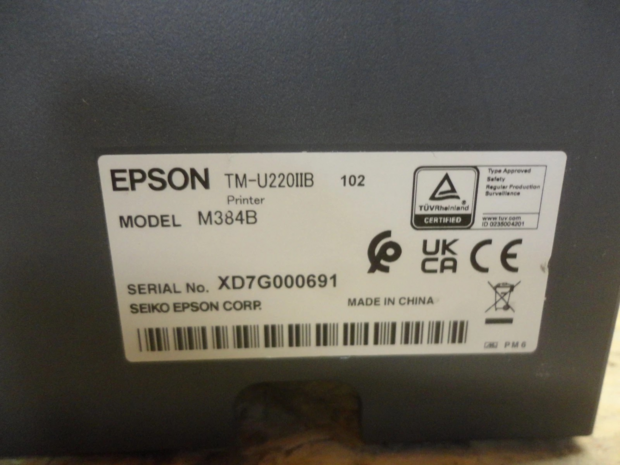 EPSON TM-U220IIB 102
Printer
MODEL M384B
SERIAL No. XD7G000691
SEIKO EPSON CORP.
MADE IN CHINA
TÜVRheinland
CERTIFIED
Type Approved
Safety
Regular Production
Surveillance
www.tuv.com
ID 0238004201
UK
CA
CE
PM6